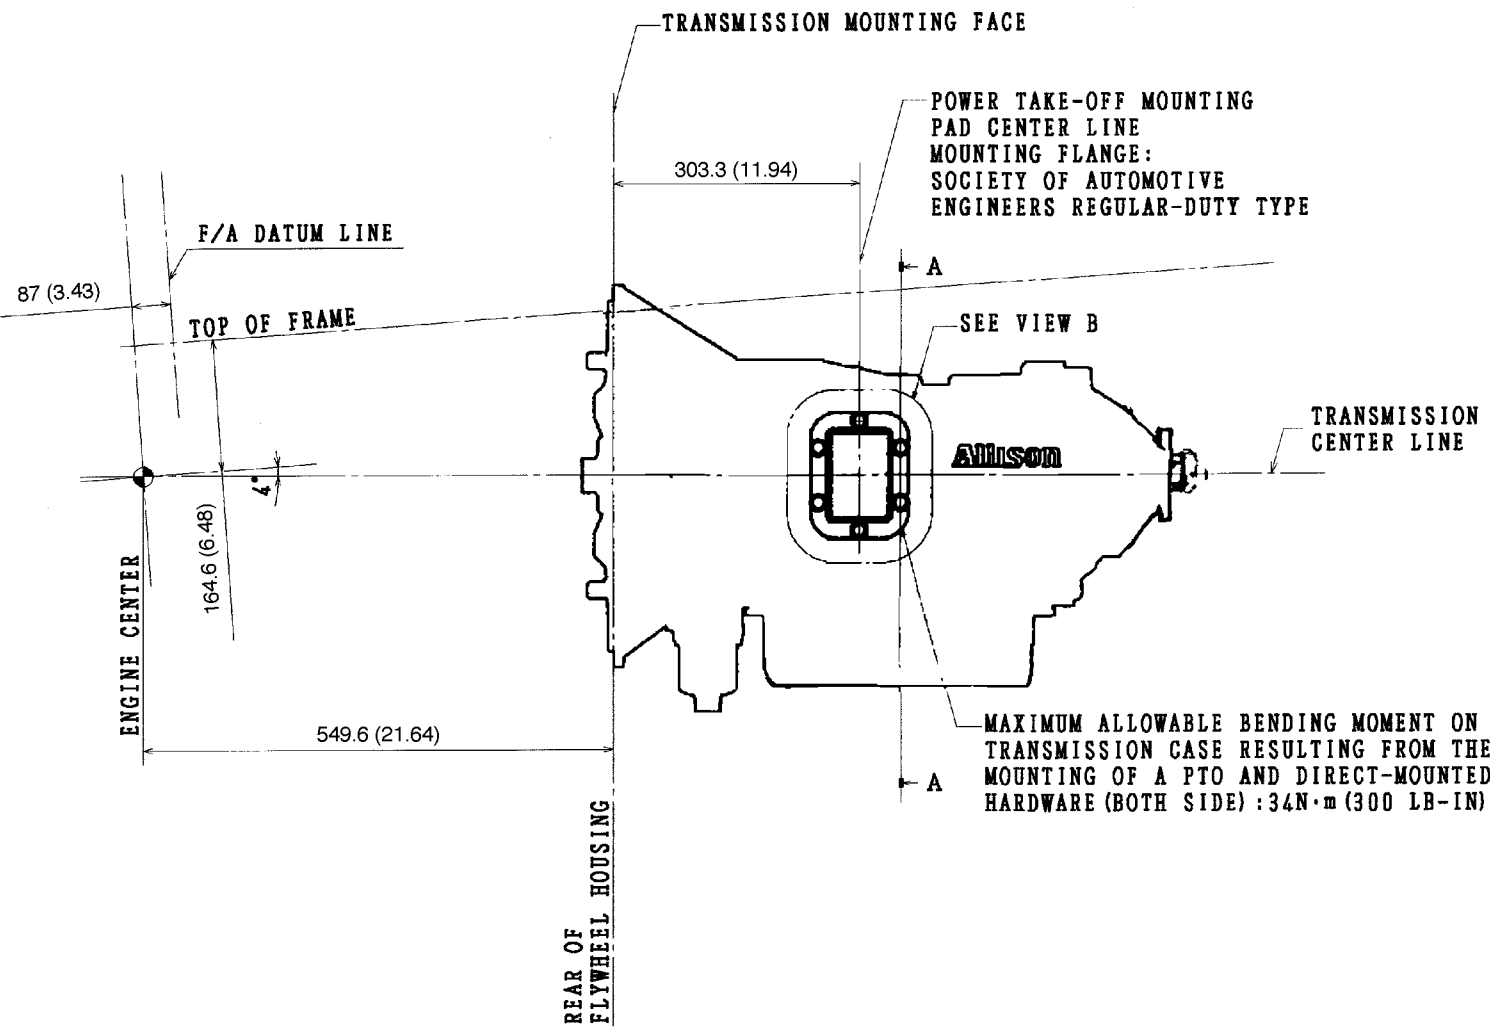 TRANSMISSION MOUNTING FACE
POWER TAKE-OFF MOUNTING
PAD CENTER LINE
MOUNTING FLANGE:
SOCIETY OF AUTOMOTIVE
ENGINEERS REGULAR-DUTY TYPE
303.3 (11.94)
F/A DATUM LINE
A
87 (3.43)
TOP OF FRAME
SEE VIEW B
TRANSMISSION
CENTER LINE
Allison
4°
164.6 (6.48)
ENGINE CENTER
549.6 (21.64)
MAXIMUM ALLOWABLE BENDING MOMENT ON
TRANSMISSION CASE RESULTING FROM THE
MOUNTING OF A PTO AND DIRECT-MOUNTED
HARDWARE (BOTH SIDE) : 34N·m (300 LB-IN)
A
REAR OF
FLYWHEEL HOUSING